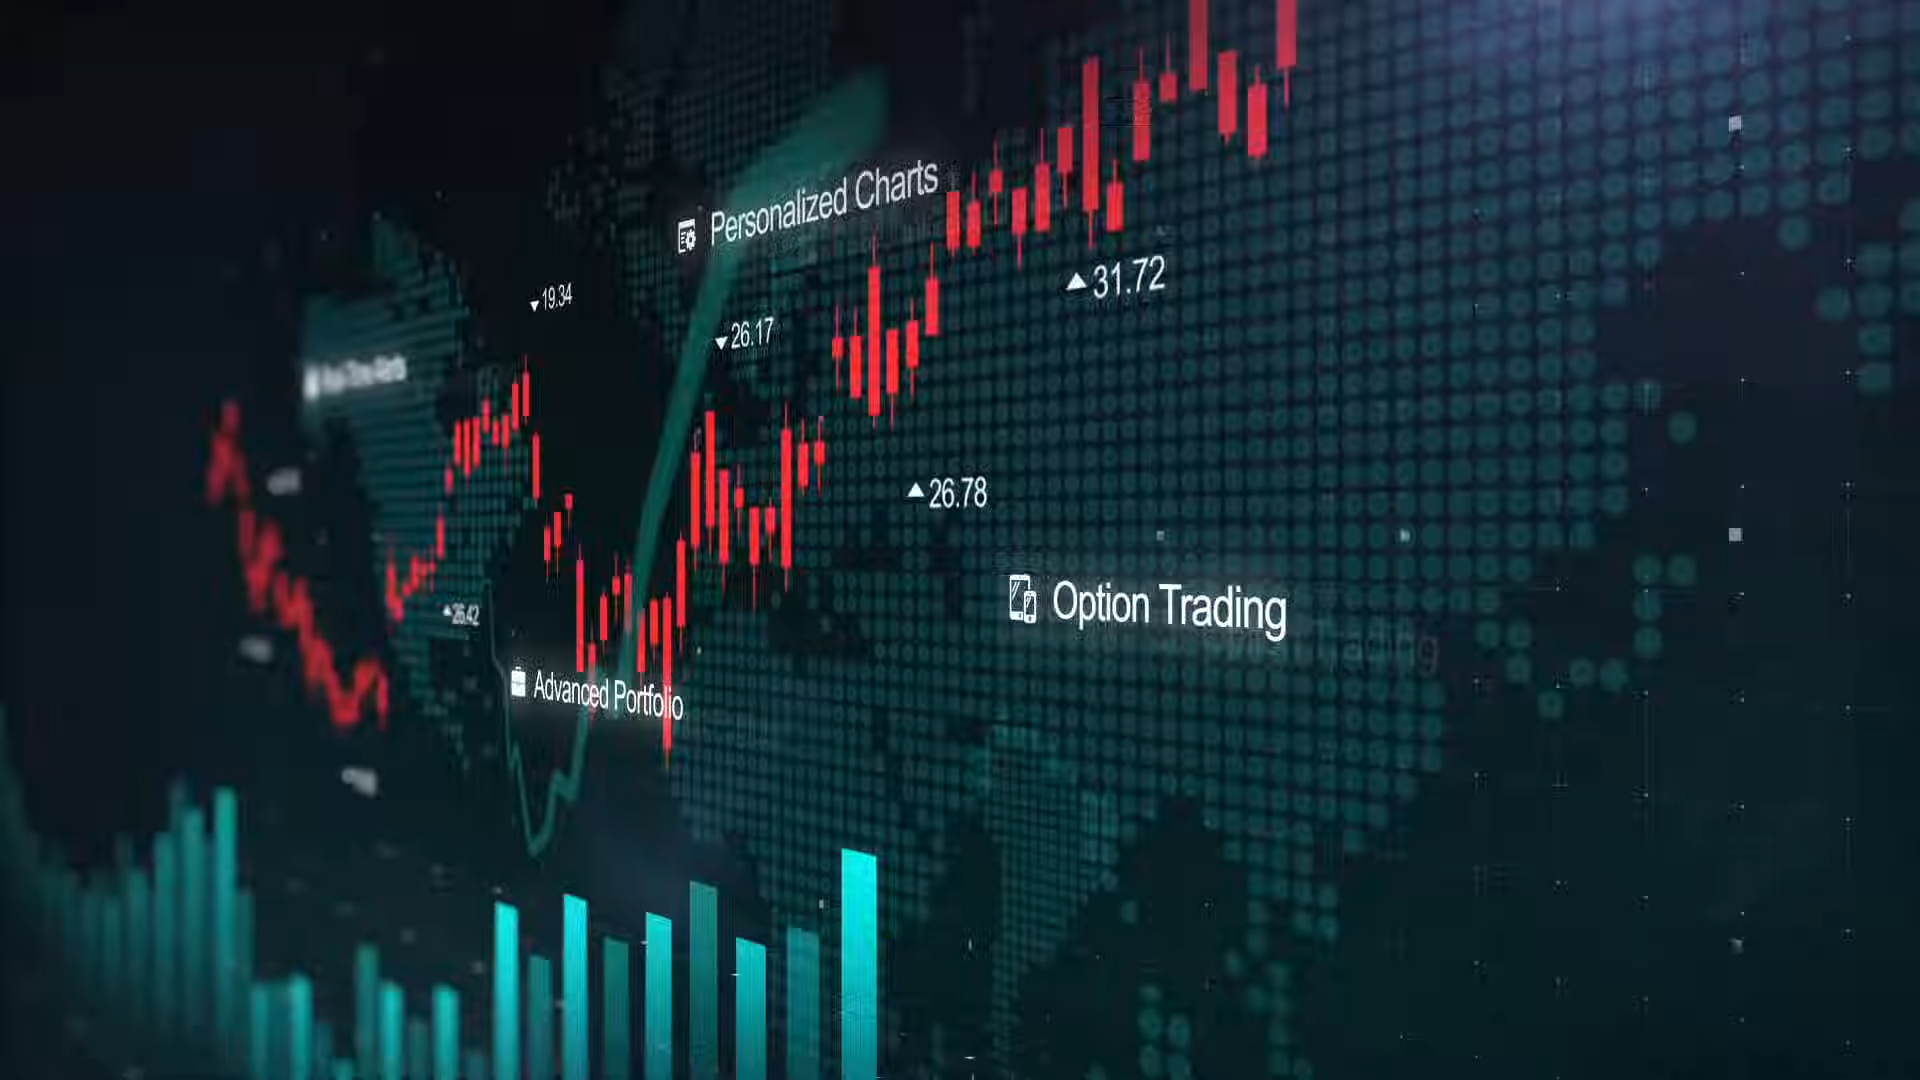 Personalized Charts
▼19.34
▼26.17
▲31.72
▲26.78
Option Trading
▲26.42
Advanced Portfolio